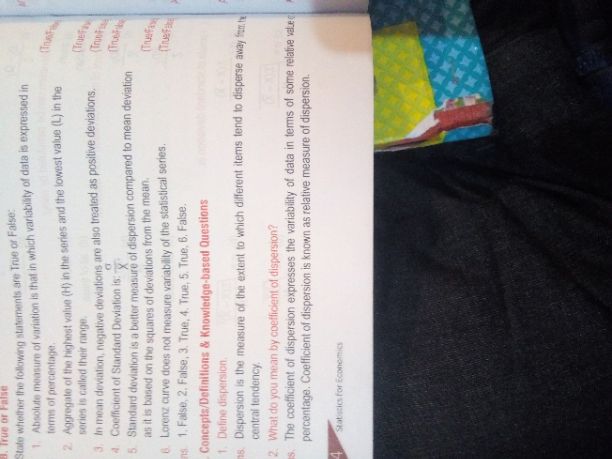 B. True or False
State whether the following statements are True or False:
1. Absolute measure of variation is that in which variability of data is expressed in
terms of percentage. (True/False)
2. Aggregate of the highest value (H) in the series and the lowest value (L) in the
series is called their range. (True/False)
3. In mean deviation, negative deviations are also treated as positive deviations. (True/False)
4. Coefficient of Standard Deviation is: σ/X̄ (True/False)
5. Standard deviation is a better measure of dispersion compared to mean deviation
as it is based on the squares of deviations from the mean. (True/False)
6. Lorenz curve does not measure variability of the statistical series. (True/False)
ns. 1. False, 2. False, 3. True, 4. True, 5. True, 6. False.
Concepts/Definitions & Knowledge-based Questions
1. Define dispersion.
ns. Dispersion is the measure of the extent to which different items tend to disperse away from the
central tendency.
2. What do you mean by coefficient of dispersion?
ns. The coefficient of dispersion expresses the variability of data in terms of some relative value
percentage. Coefficient of dispersion is known as relative measure of dispersion.
4
Statistics For Economics